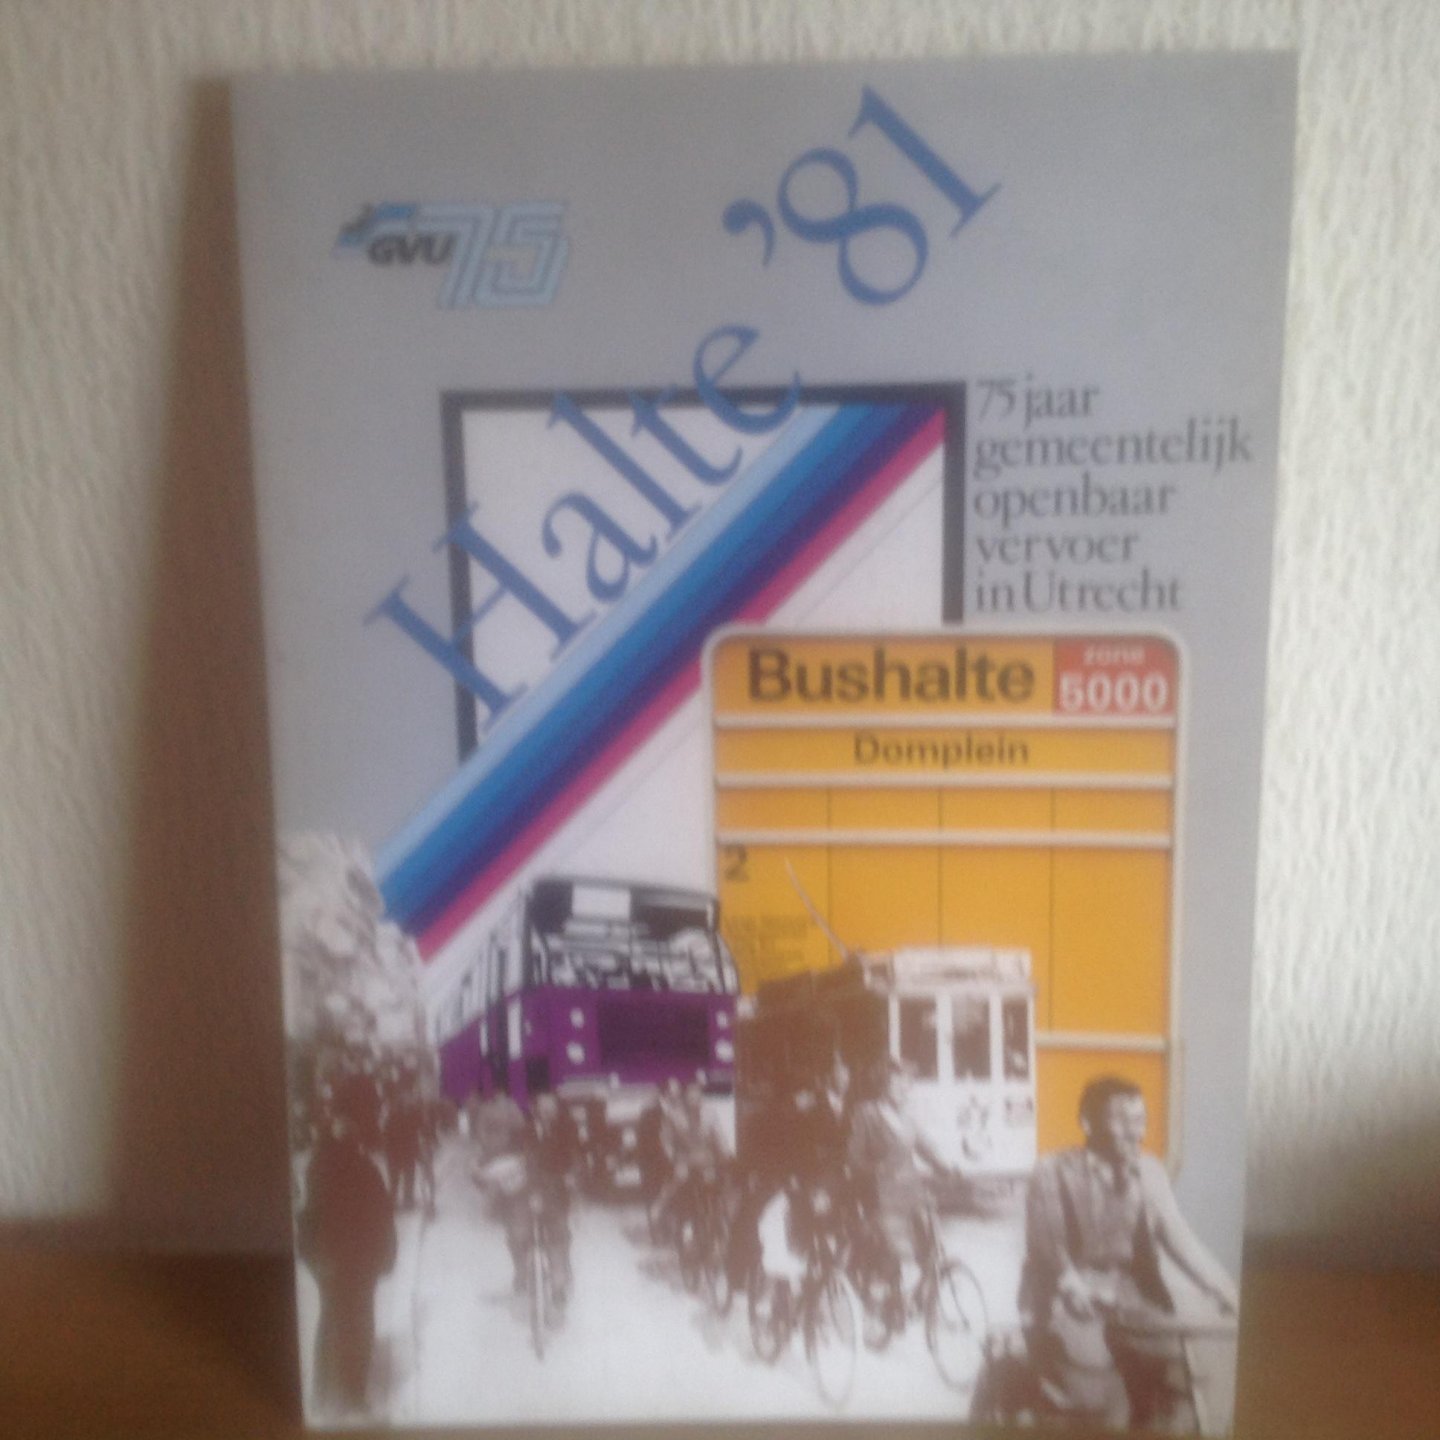 Halte '81
GVU 75
75 jaar
gemeentelijk
openbaar
vervoer
in Utrecht
Bushalte
zone
5000
Domplein
2